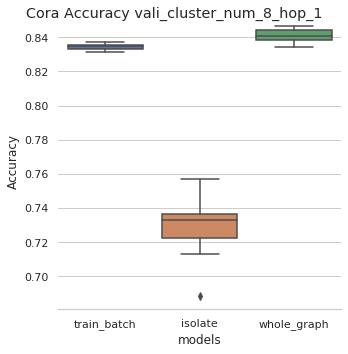 Cora Accuracy vali_cluster_num_8_hop_1
0.84
0.82
0.80
0.78
0.76
0.74
0.72
0.70
Accuracy
train_batch isolate whole_graph
models